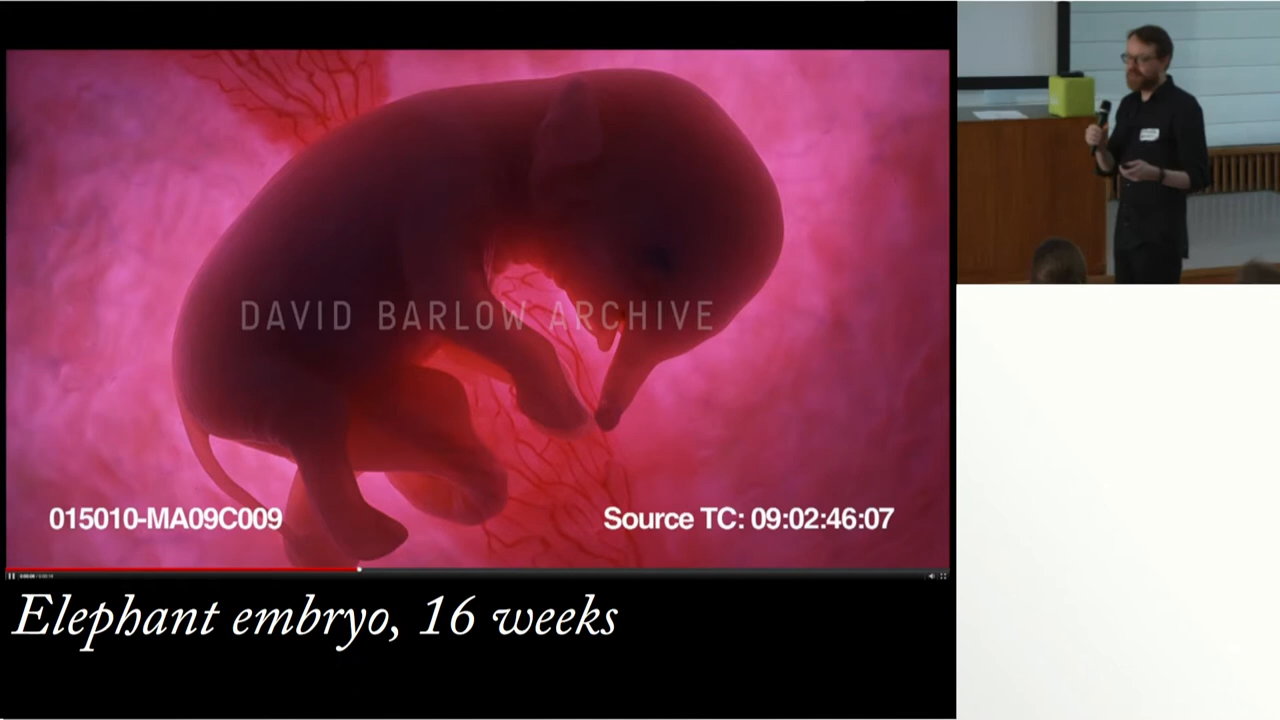 DAVID BARLOW ARCHIVE
015010-MA09C009
Source TC: 09:02:46:07
Elephant embryo, 16 weeks